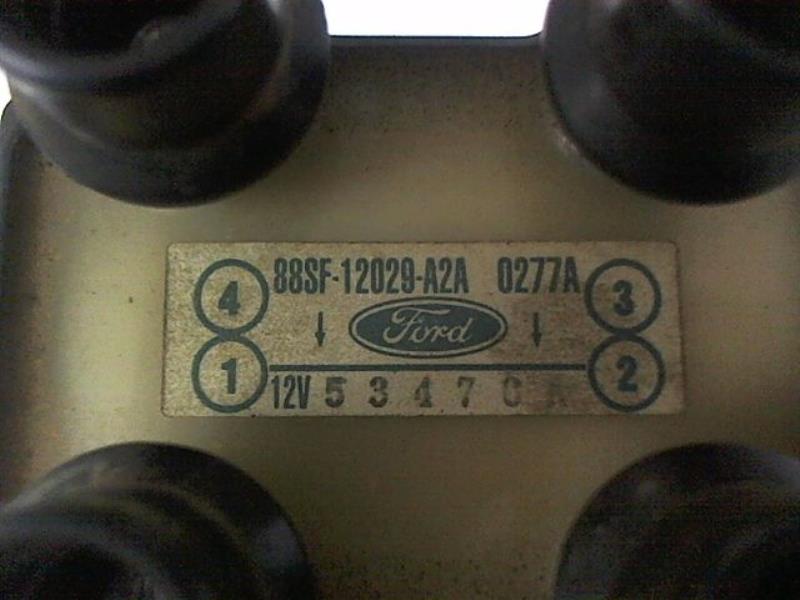 4 88SF-12029-A2A 0277A 3
↓ Ford ↓
1 12V 5 3 4 7 2